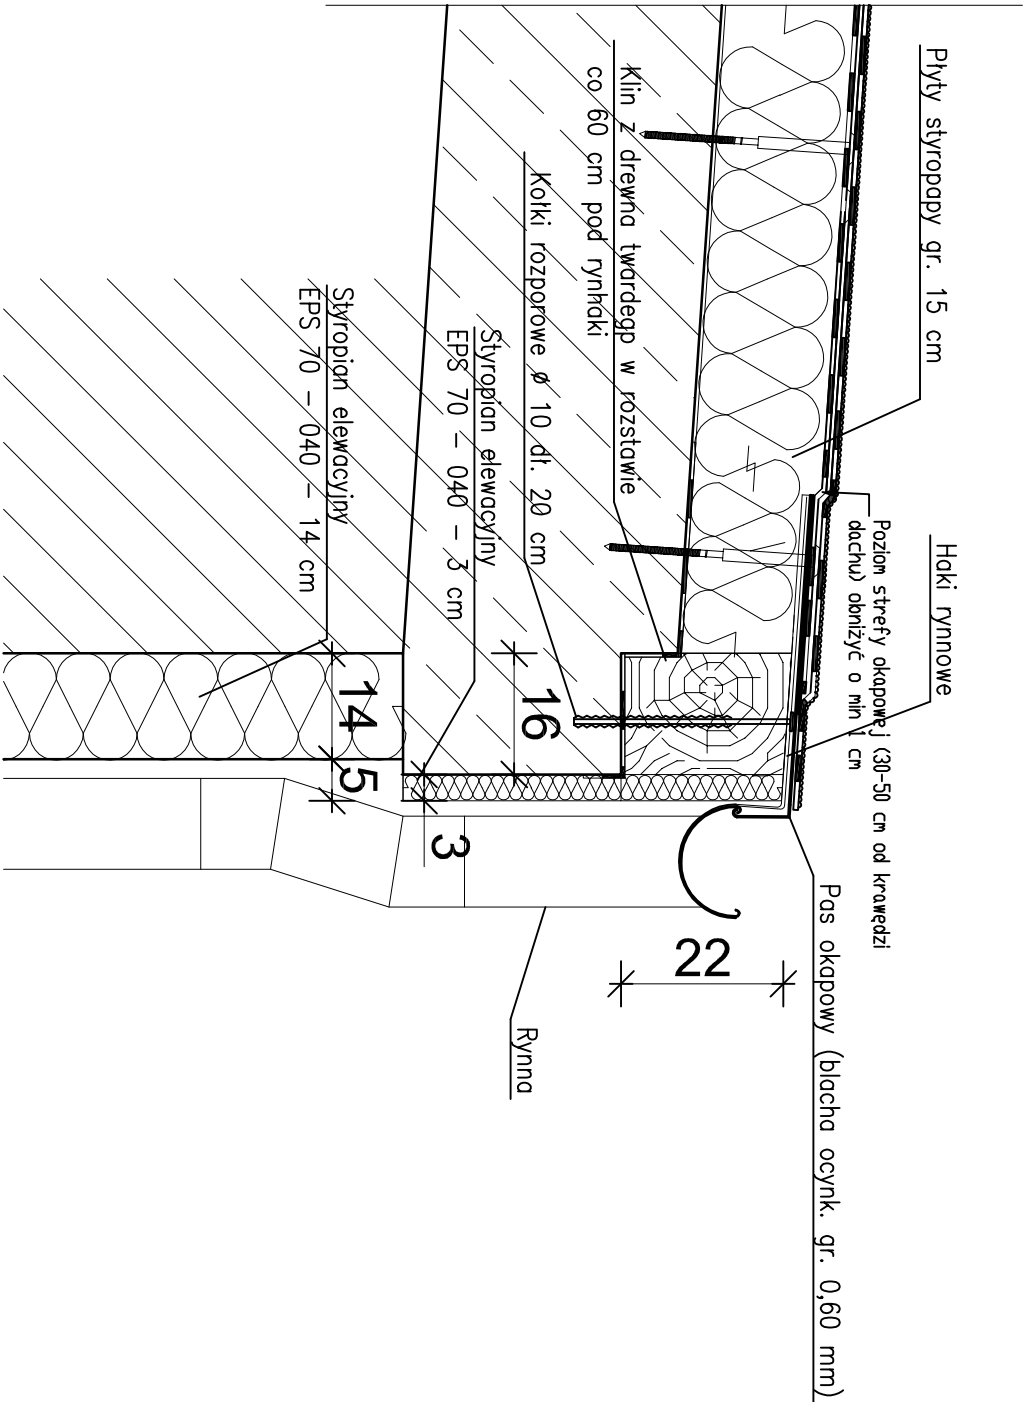 Płyty styropapy gr. 15 cm
Haki rynnowe
Poziom strefy okapowej (30-50 cm od krawędzi
dachu) obniżyć o min 1 cm
Pas okapowy (blacha ocynk. gr. 0,60 mm)
Klin z drewna twardego w rozstawie
co 60 cm pod rynhaki
Kołki rozporowe ø 10 dł. 20 cm
Styropian elewacyjny
EPS 70 - 040 - 3 cm
Styropian elewacyjny
EPS 70 - 040 - 14 cm
22
16
14
5
3
Rynna